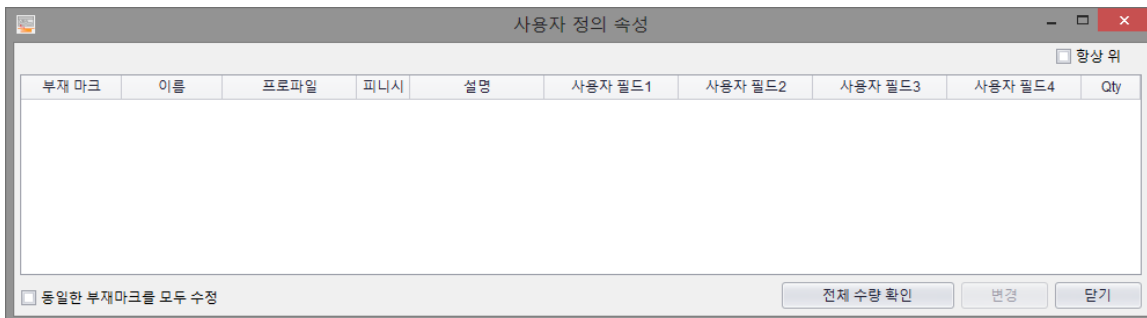 사용자 정의 속성
항상 위
부재 마크 이름 프로파일 피니시 설명 사용자 필드1 사용자 필드2 사용자 필드3 사용자 필드4 Qty
동일한 부재마크를 모두 수정 전체 수량 확인 변경 닫기